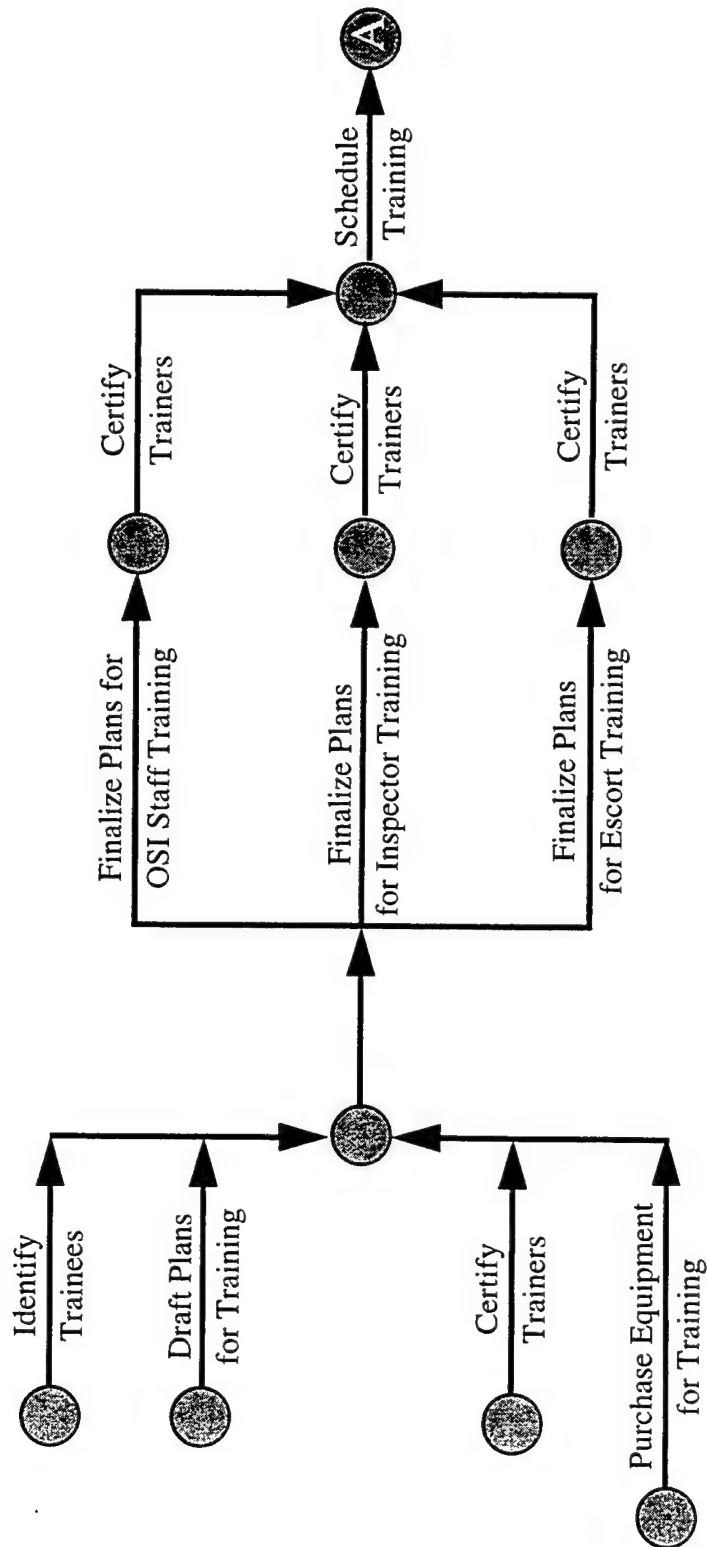 Identify
Trainees
Draft Plans
for Training
Certify
Trainers
Purchase Equipment
for Training
Finalize Plans for
OSI Staff Training
Finalize Plans
for Inspector Training
Finalize Plans
for Escort Training
Certify
Trainers
Certify
Trainers
Certify
Trainers
Schedule
Training
A